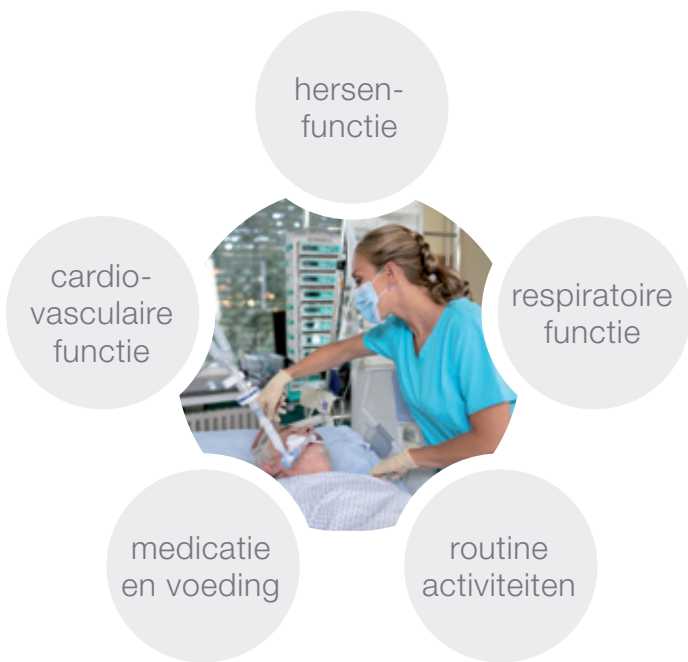 hersen-
functie
cardio-
vasculaire
functie
respiratoire
functie
medicatie
en voeding
routine
activiteiten